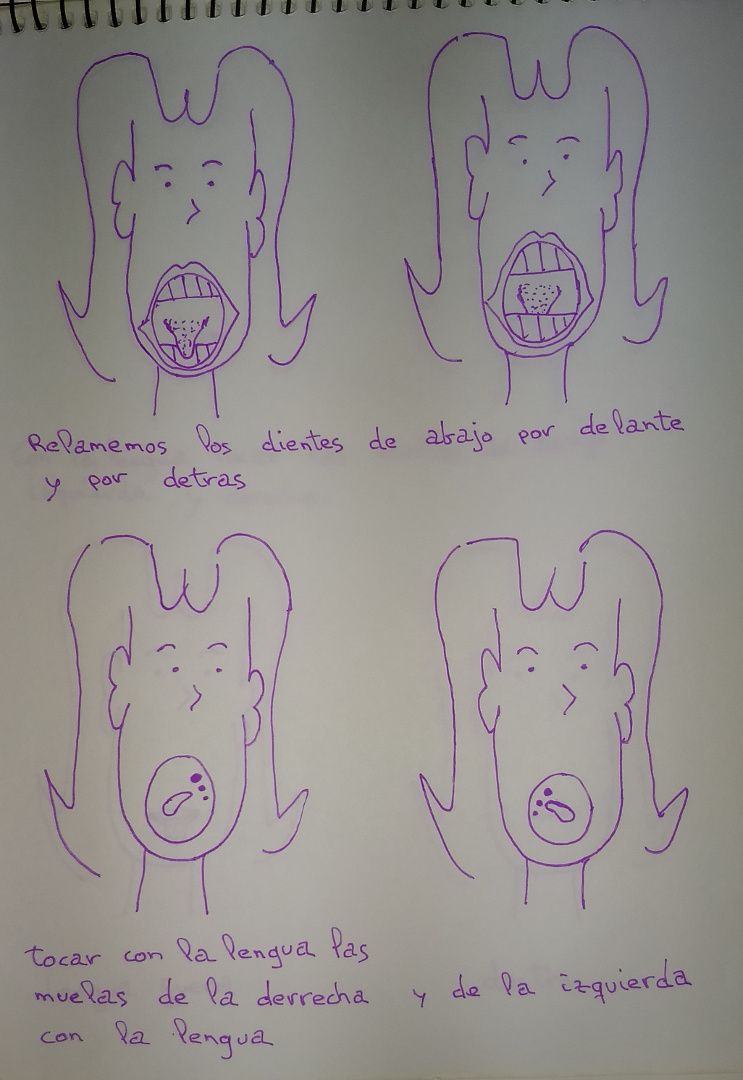 Relamemos los dientes de abajo por delante
y por detras
tocar con la lengua las
muelas de la derrecha y de la izquierda
con la lengua